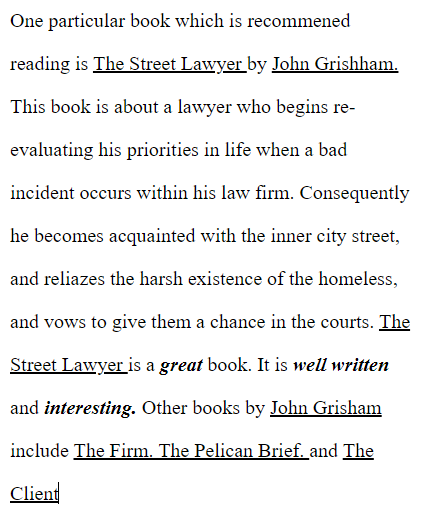 One particular book which is recommened
reading is The Street Lawyer by John Grishham.
This book is about a lawyer who begins re-
evaluating his priorities in life when a bad
incident occurs within his law firm. Consequently
he becomes acquainted with the inner city street,
and reliazes the harsh existence of the homeless,
and vows to give them a chance in the courts. The
Street Lawyer is a great book. It is well written
and interesting. Other books by John Grisham
include The Firm. The Pelican Brief. and The
Client